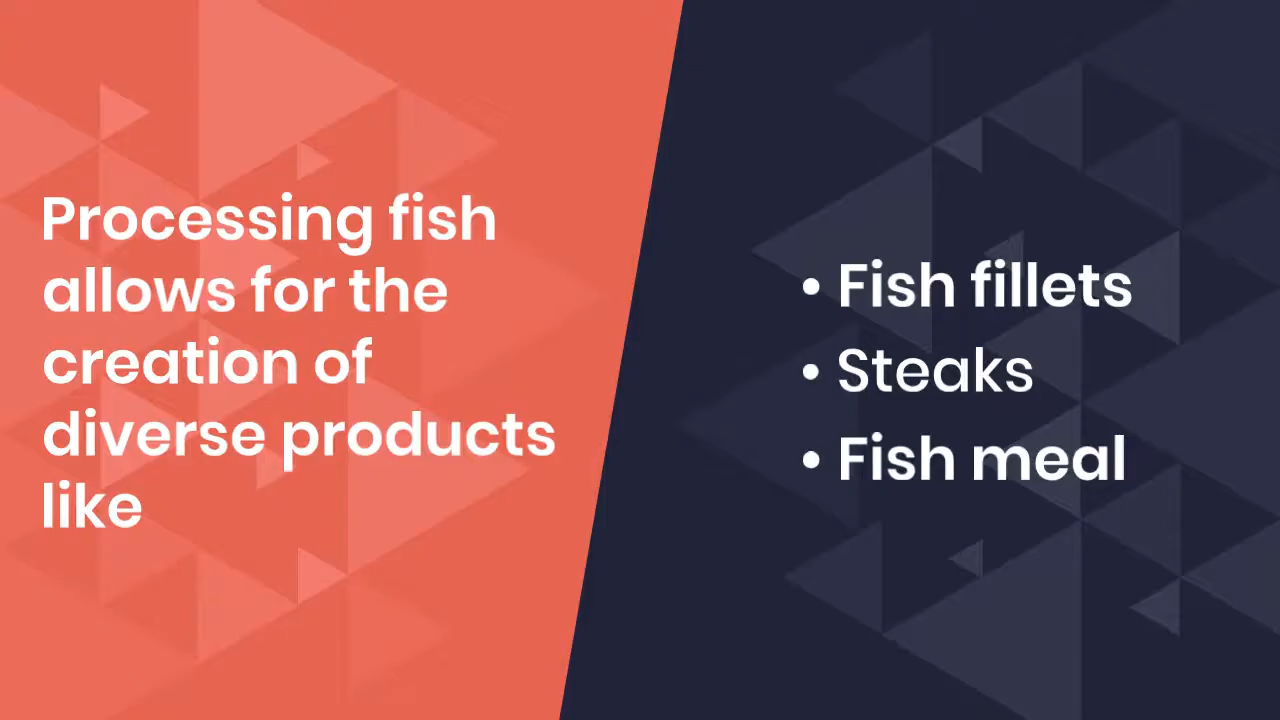 Processing fish
allows for the
creation of
diverse products
like
• Fish fillets
• Steaks
• Fish meal